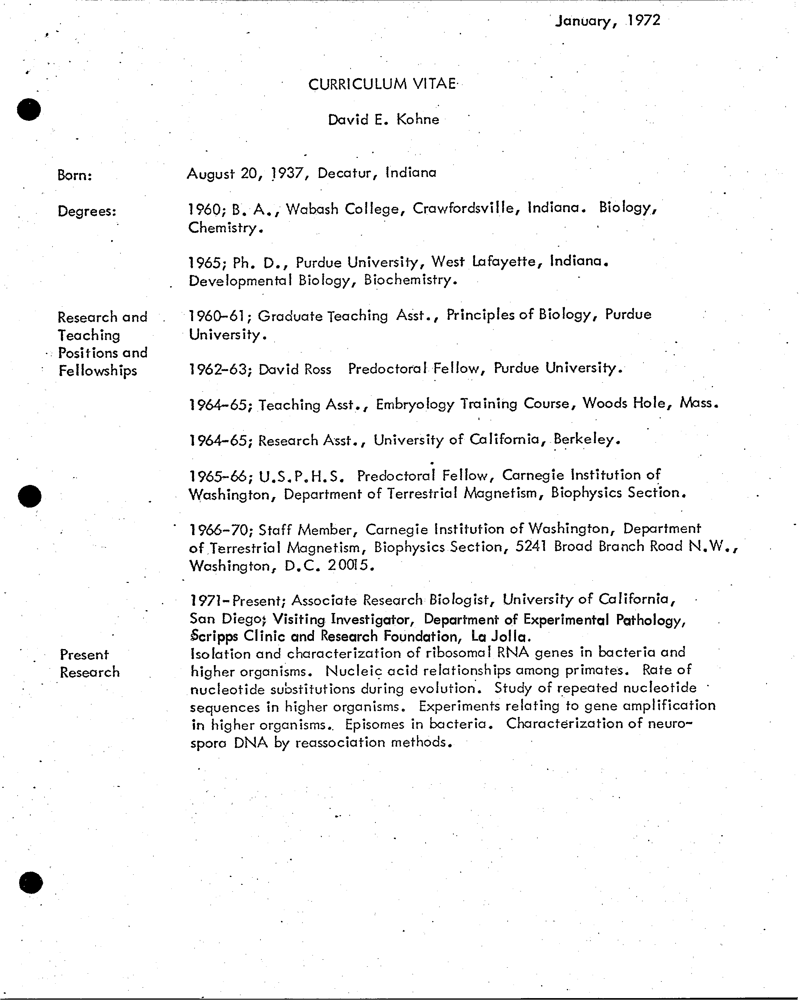 January, 1972
CURRICULUM VITAE
David E. Kohne
Born: August 20, 1937, Decatur, Indiana
Degrees: 1960; B. A., Wabash College, Crawfordsville, Indiana. Biology,
Chemistry.
1965; Ph. D., Purdue University, West Lafayette, Indiana.
Developmental Biology, Biochemistry.
Research and 1960-61; Graduate Teaching Asst., Principles of Biology, Purdue
Teaching University.
Positions and
Fellowships 1962-63; David Ross Predoctoral Fellow, Purdue University.
1964-65; Teaching Asst., Embryology Training Course, Woods Hole, Mass.
1964-65; Research Asst., University of California, Berkeley.
1965-66; U.S.P.H.S. Predoctoral Fellow, Carnegie Institution of
Washington, Department of Terrestrial Magnetism, Biophysics Section.
1966-70; Staff Member, Carnegie Institution of Washington, Department
of Terrestrial Magnetism, Biophysics Section, 5241 Broad Branch Road N.W.,
Washington, D.C. 20015.
1971-Present; Associate Research Biologist, University of California,
San Diego; Visiting Investigator, Department of Experimental Pathology,
Scripps Clinic and Research Foundation, La Jolla.
Present Isolation and characterization of ribosomal RNA genes in bacteria and
Research higher organisms. Nucleic acid relationships among primates. Rate of
nucleotide substitutions during evolution. Study of repeated nucleotide
sequences in higher organisms. Experiments relating to gene amplification
in higher organisms. Episomes in bacteria. Characterization of neuro-
spora DNA by reassociation methods.